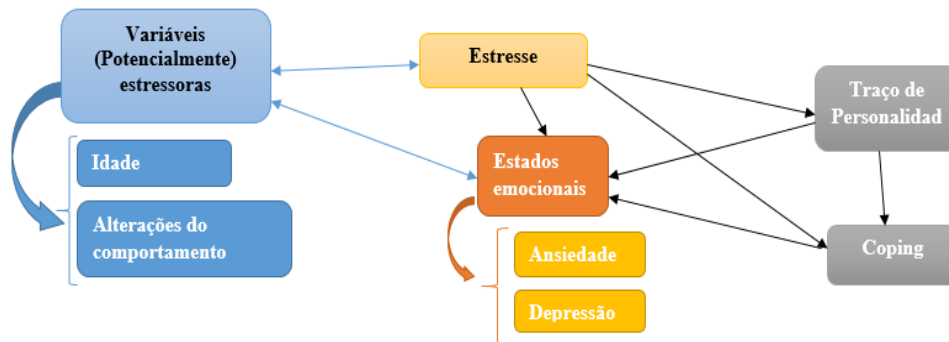 Variáveis
(Potencialmente)
estressoras
Estresse
Traço de
Personalidad
Idade
Estados
emocionais
Alterações do
comportamento
Coping
Ansiedade
Depressão